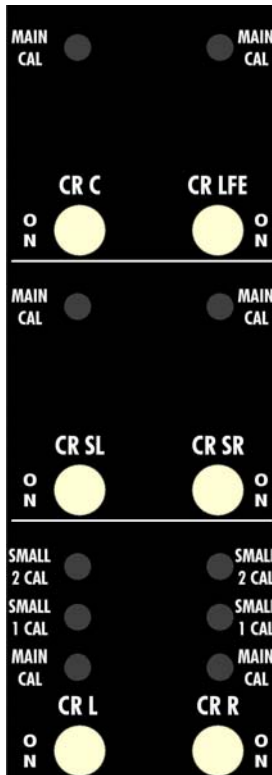 MAIN
CAL
MAIN
CAL
CR C
CR LFE
O
N
O
N
MAIN
CAL
MAIN
CAL
CR SL
CR SR
O
N
O
N
SMALL
2 CAL
SMALL
2 CAL
SMALL
1 CAL
SMALL
1 CAL
MAIN
CAL
MAIN
CAL
CR L
CR R
O
N
O
N